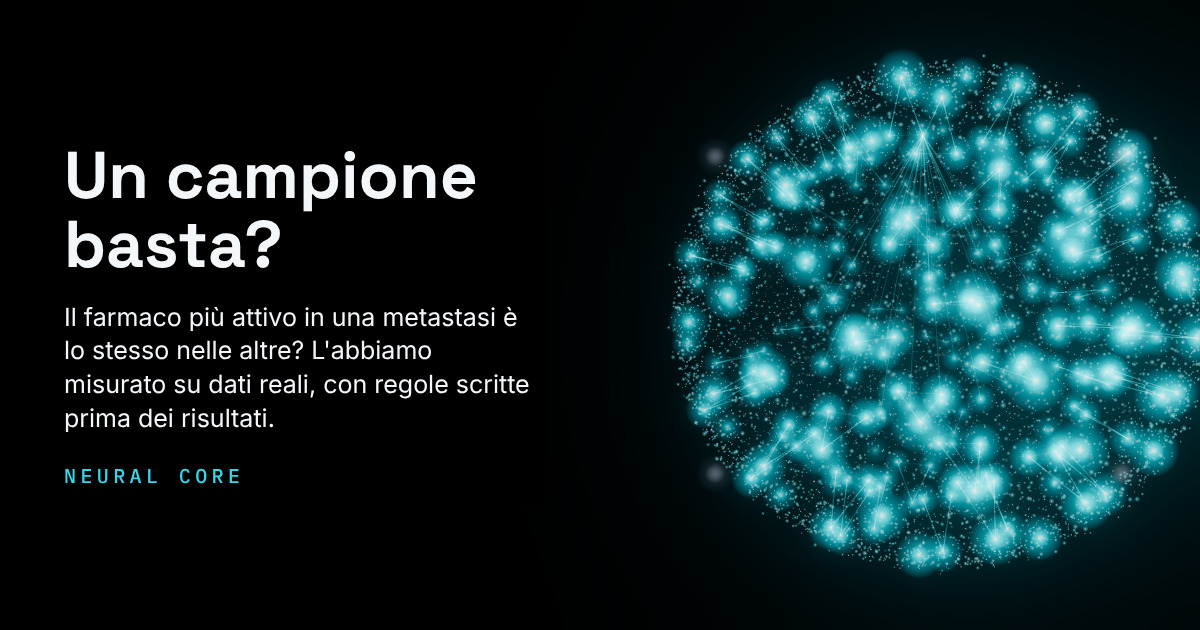 Un campione
basta?
Il farmaco più attivo in una metastasi è
lo stesso nelle altre? L'abbiamo
misurato su dati reali, con regole scritte
prima dei risultati.
NEURAL CORE